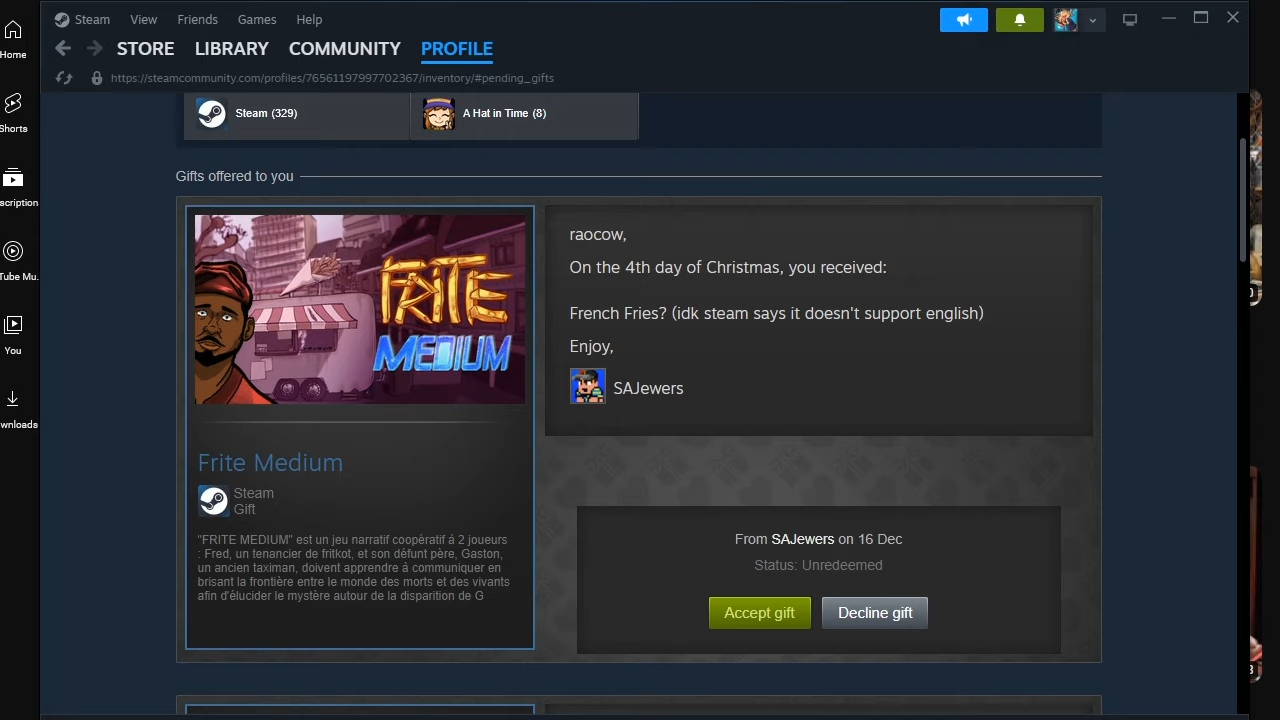 Steam View Friends Games Help
STORE LIBRARY COMMUNITY PROFILE
https://steamcommunity.com/profiles/76561197997702367/inventory/#pending_gifts
Home
Shorts
scription
Tube Mu.
You
wnloads
Steam (329)
A Hat in Time (8)
Gifts offered to you
FRITE
MEDIUM
Frite Medium
Steam
Gift
"FRITE MEDIUM" est un jeu narratif coopératif à 2 joueurs
: Fred, un tenancier de fritkot, et son défunt père, Gaston,
un ancien taximan, doivent apprendre à communiquer en
brisant la frontière entre le monde des morts et des vivants
afin d'élucider le mystère autour de la disparition de G
raocow,
On the 4th day of Christmas, you received:
French Fries? (idk steam says it doesn't support english)
Enjoy,
SAJewers
From SAJewers on 16 Dec
Status: Unredeemed
Accept gift
Decline gift